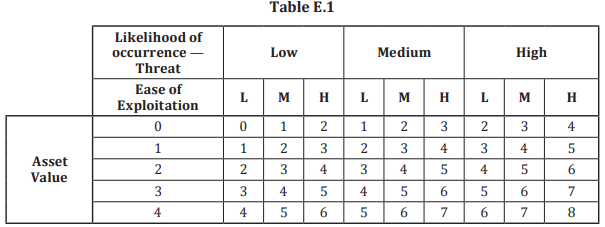 Table E.1
Likelihood of occurrence — Threat Low Medium High
Ease of Exploitation L M H L M H L M H
Asset Value
0 0 1 2 1 2 3 2 3 4
1 1 2 3 2 3 4 3 4 5
2 2 3 4 3 4 5 4 5 6
3 3 4 5 4 5 6 5 6 7
4 4 5 6 5 6 7 6 7 8